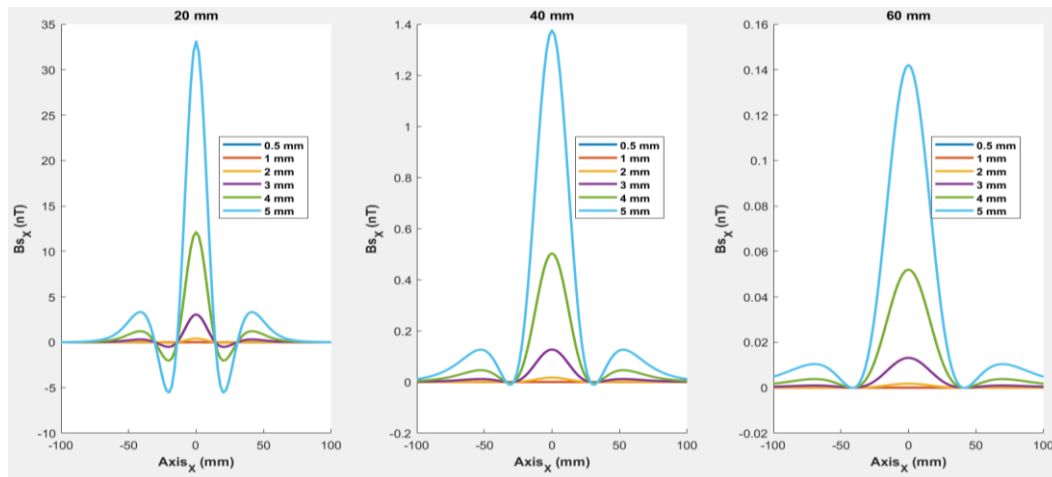 20 mm
35
30
25
20
15
10
5
0
-5
-10
Bs_X (nT)
0.5 mm
1 mm
2 mm
3 mm
4 mm
5 mm
-100
-50
0
50
100
Axis_X (mm)
40 mm
1.4
1.2
1
0.8
0.6
0.4
0.2
0
-0.2
Bs_X (nT)
0.5 mm
1 mm
2 mm
3 mm
4 mm
5 mm
-100
-50
0
50
100
Axis_X (mm)
60 mm
0.16
0.14
0.12
0.1
0.08
0.06
0.04
0.02
0
-0.02
Bs_X (nT)
0.5 mm
1 mm
2 mm
3 mm
4 mm
5 mm
-100
-50
0
50
100
Axis_X (mm)